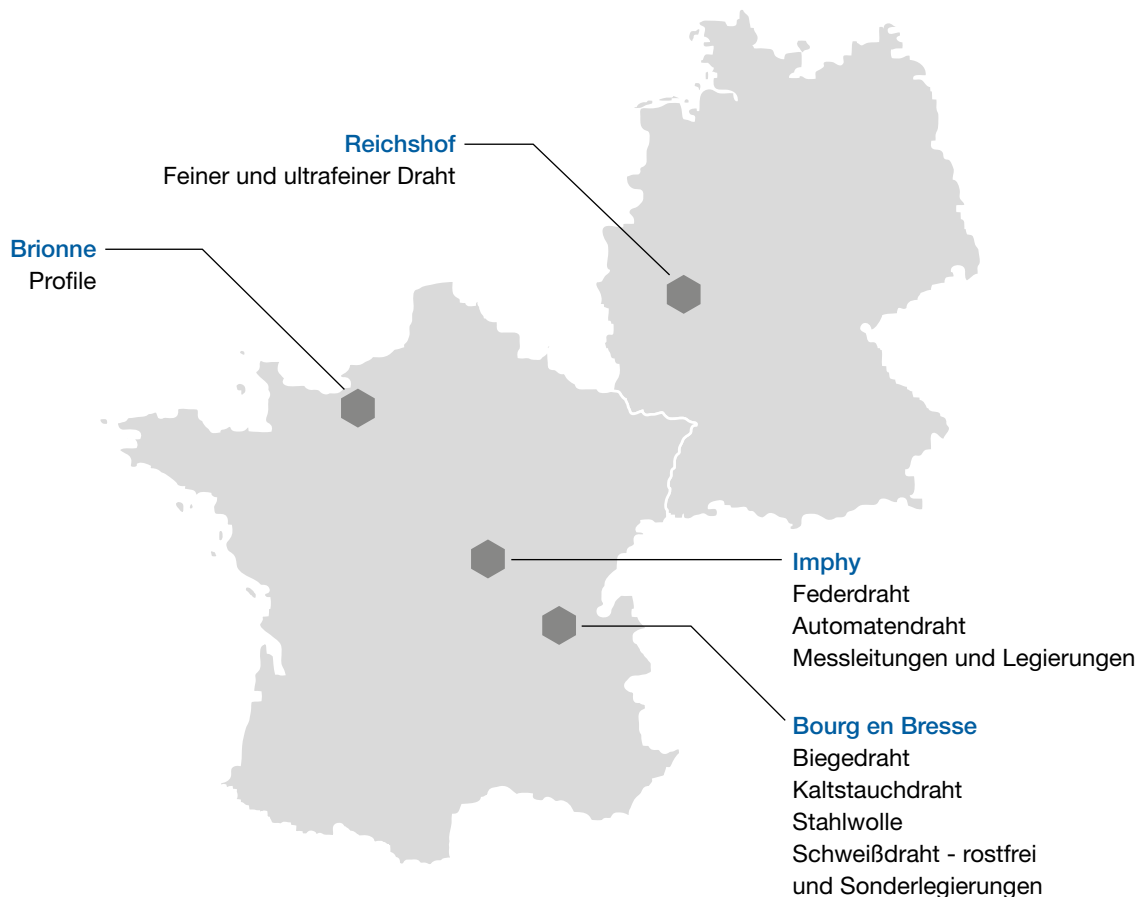 Reichshof
Feiner und ultrafeiner Draht
Brionne
Profile
Imphy
Federdraht
Automatendraht
Messleitungen und Legierungen
Bourg en Bresse
Biegedraht
Kaltstauchdraht
Stahlwolle
Schweißdraht - rostfrei
und Sonderlegierungen